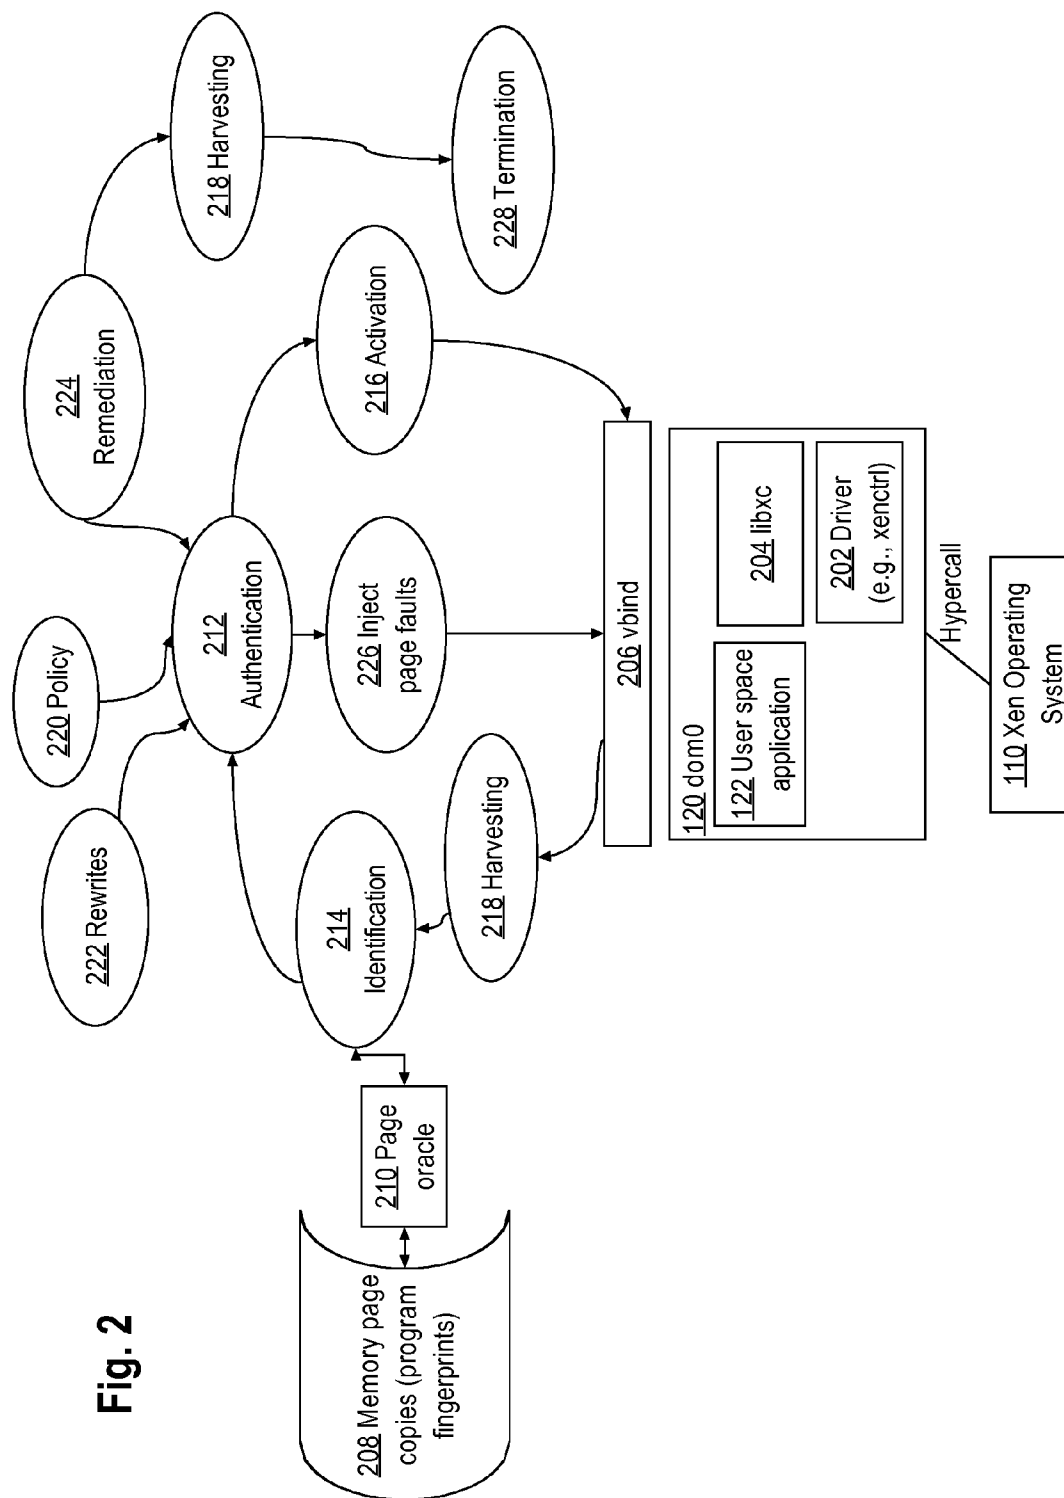 Fig. 2
222 Rewrites
220 Policy
224
Remediation
218 Harvesting
212
Authentication
214
Identification
226 Inject
page faults
216 Activation
228 Termination
208 Memory page
copies (program
fingerprints)
210 Page
oracle
218 Harvesting
206 vbind
120 dom0
122 User space
application
204 libxc
202 Driver
(e.g., xenctrl)
Hypercall
110 Xen Operating
System